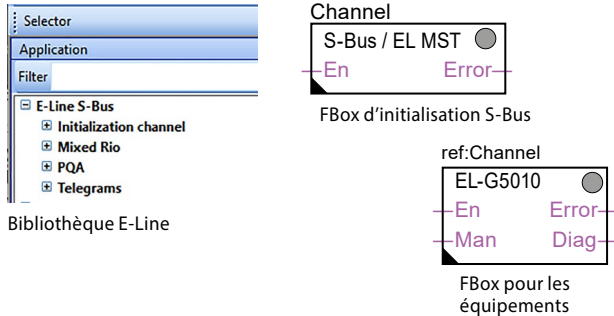 Selector
Application
Filter
E-Line S-Bus
Initialization channel
Mixed Rio
PQA
Telegrams
Bibliothèque E-Line
Channel
S-Bus / EL MST
En Error
FBox d’initialisation S-Bus
ref:Channel
EL-G5010
En Error
Man Diag
FBox pour les
équipements